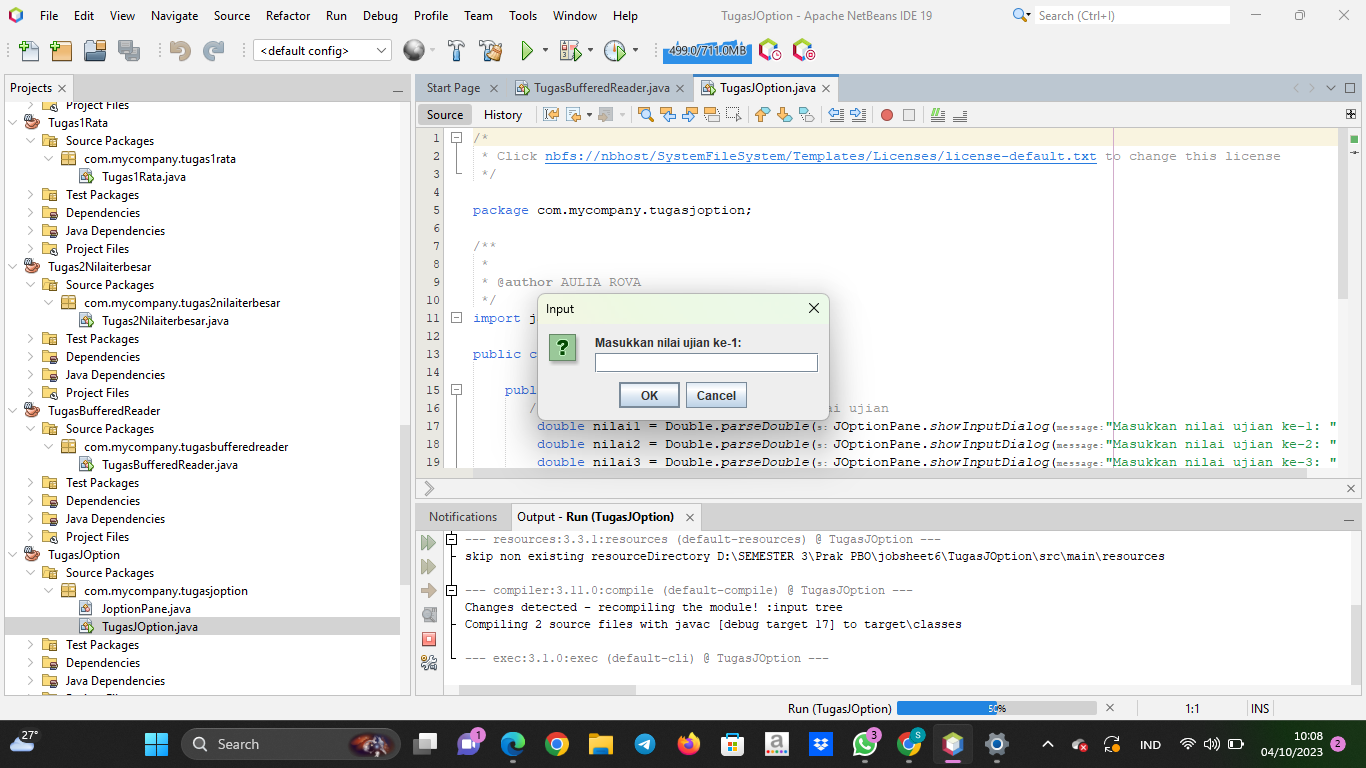 File Edit View Navigate Source Refactor Run Debug Profile Team Tools Window Help
TugasJOption - Apache NetBeans IDE 19
Search (Ctrl+I)
<default config>
499.0/711.0MB
Projects
Project Files
Tugas1Rata
Source Packages
com.mycompany.tugas1rata
Tugas1Rata.java
Test Packages
Dependencies
Java Dependencies
Project Files
Tugas2Nilaiterbesar
Source Packages
com.mycompany.tugas2nilaiterbesar
Tugas2Nilaiterbesar.java
Test Packages
Dependencies
Java Dependencies
Project Files
TugasBufferedReader
Source Packages
com.mycompany.tugasbufferedreader
TugasBufferedReader.java
Test Packages
Dependencies
Java Dependencies
Project Files
TugasJOption
Source Packages
com.mycompany.tugasjoption
JoptionPane.java
TugasJOption.java
Test Packages
Dependencies
Java Dependencies
Start Page TugasBufferedReader.java TugasJOption.java
Source History
1 /*
2 * Click nbfs://nbhost/SystemFileSystem/Templates/Licenses/license-default.txt to change this license
3 */
4
5 package com.mycompany.tugasjoption;
6
7 /**
8 *
9 * @author AULIA ROVA
10 */
11 import j
12
13 public c
14
15 publ
16 / ai ujian
17 double nilai1 = Double.parseDouble(s: JOptionPane.showInputDialog(message:"Masukkan nilai ujian ke-1: "
18 double nilai2 = Double.parseDouble(s: JOptionPane.showInputDialog(message:"Masukkan nilai ujian ke-2: "
19 double nilai3 = Double.parseDouble(s: JOptionPane.showInputDialog(message:"Masukkan nilai ujian ke-3: "
Input
?
Masukkan nilai ujian ke-1:
OK Cancel
Notifications Output - Run (TugasJOption)
--- resources:3.3.1:resources (default-resources) @ TugasJOption ---
skip non existing resourceDirectory D:\SEMESTER 3\Prak PBO\jobsheet6\TugasJOption\src\main\resources
--- compiler:3.11.0:compile (default-compile) @ TugasJOption ---
Changes detected - recompiling the module! :input tree
Compiling 2 source files with javac [debug target 17] to target\classes
--- exec:3.1.0:exec (default-cli) @ TugasJOption ---
Run (TugasJOption) 50% 1:1 INS
27°
Search
1
a
3
S
IND
10:08
04/10/2023
2